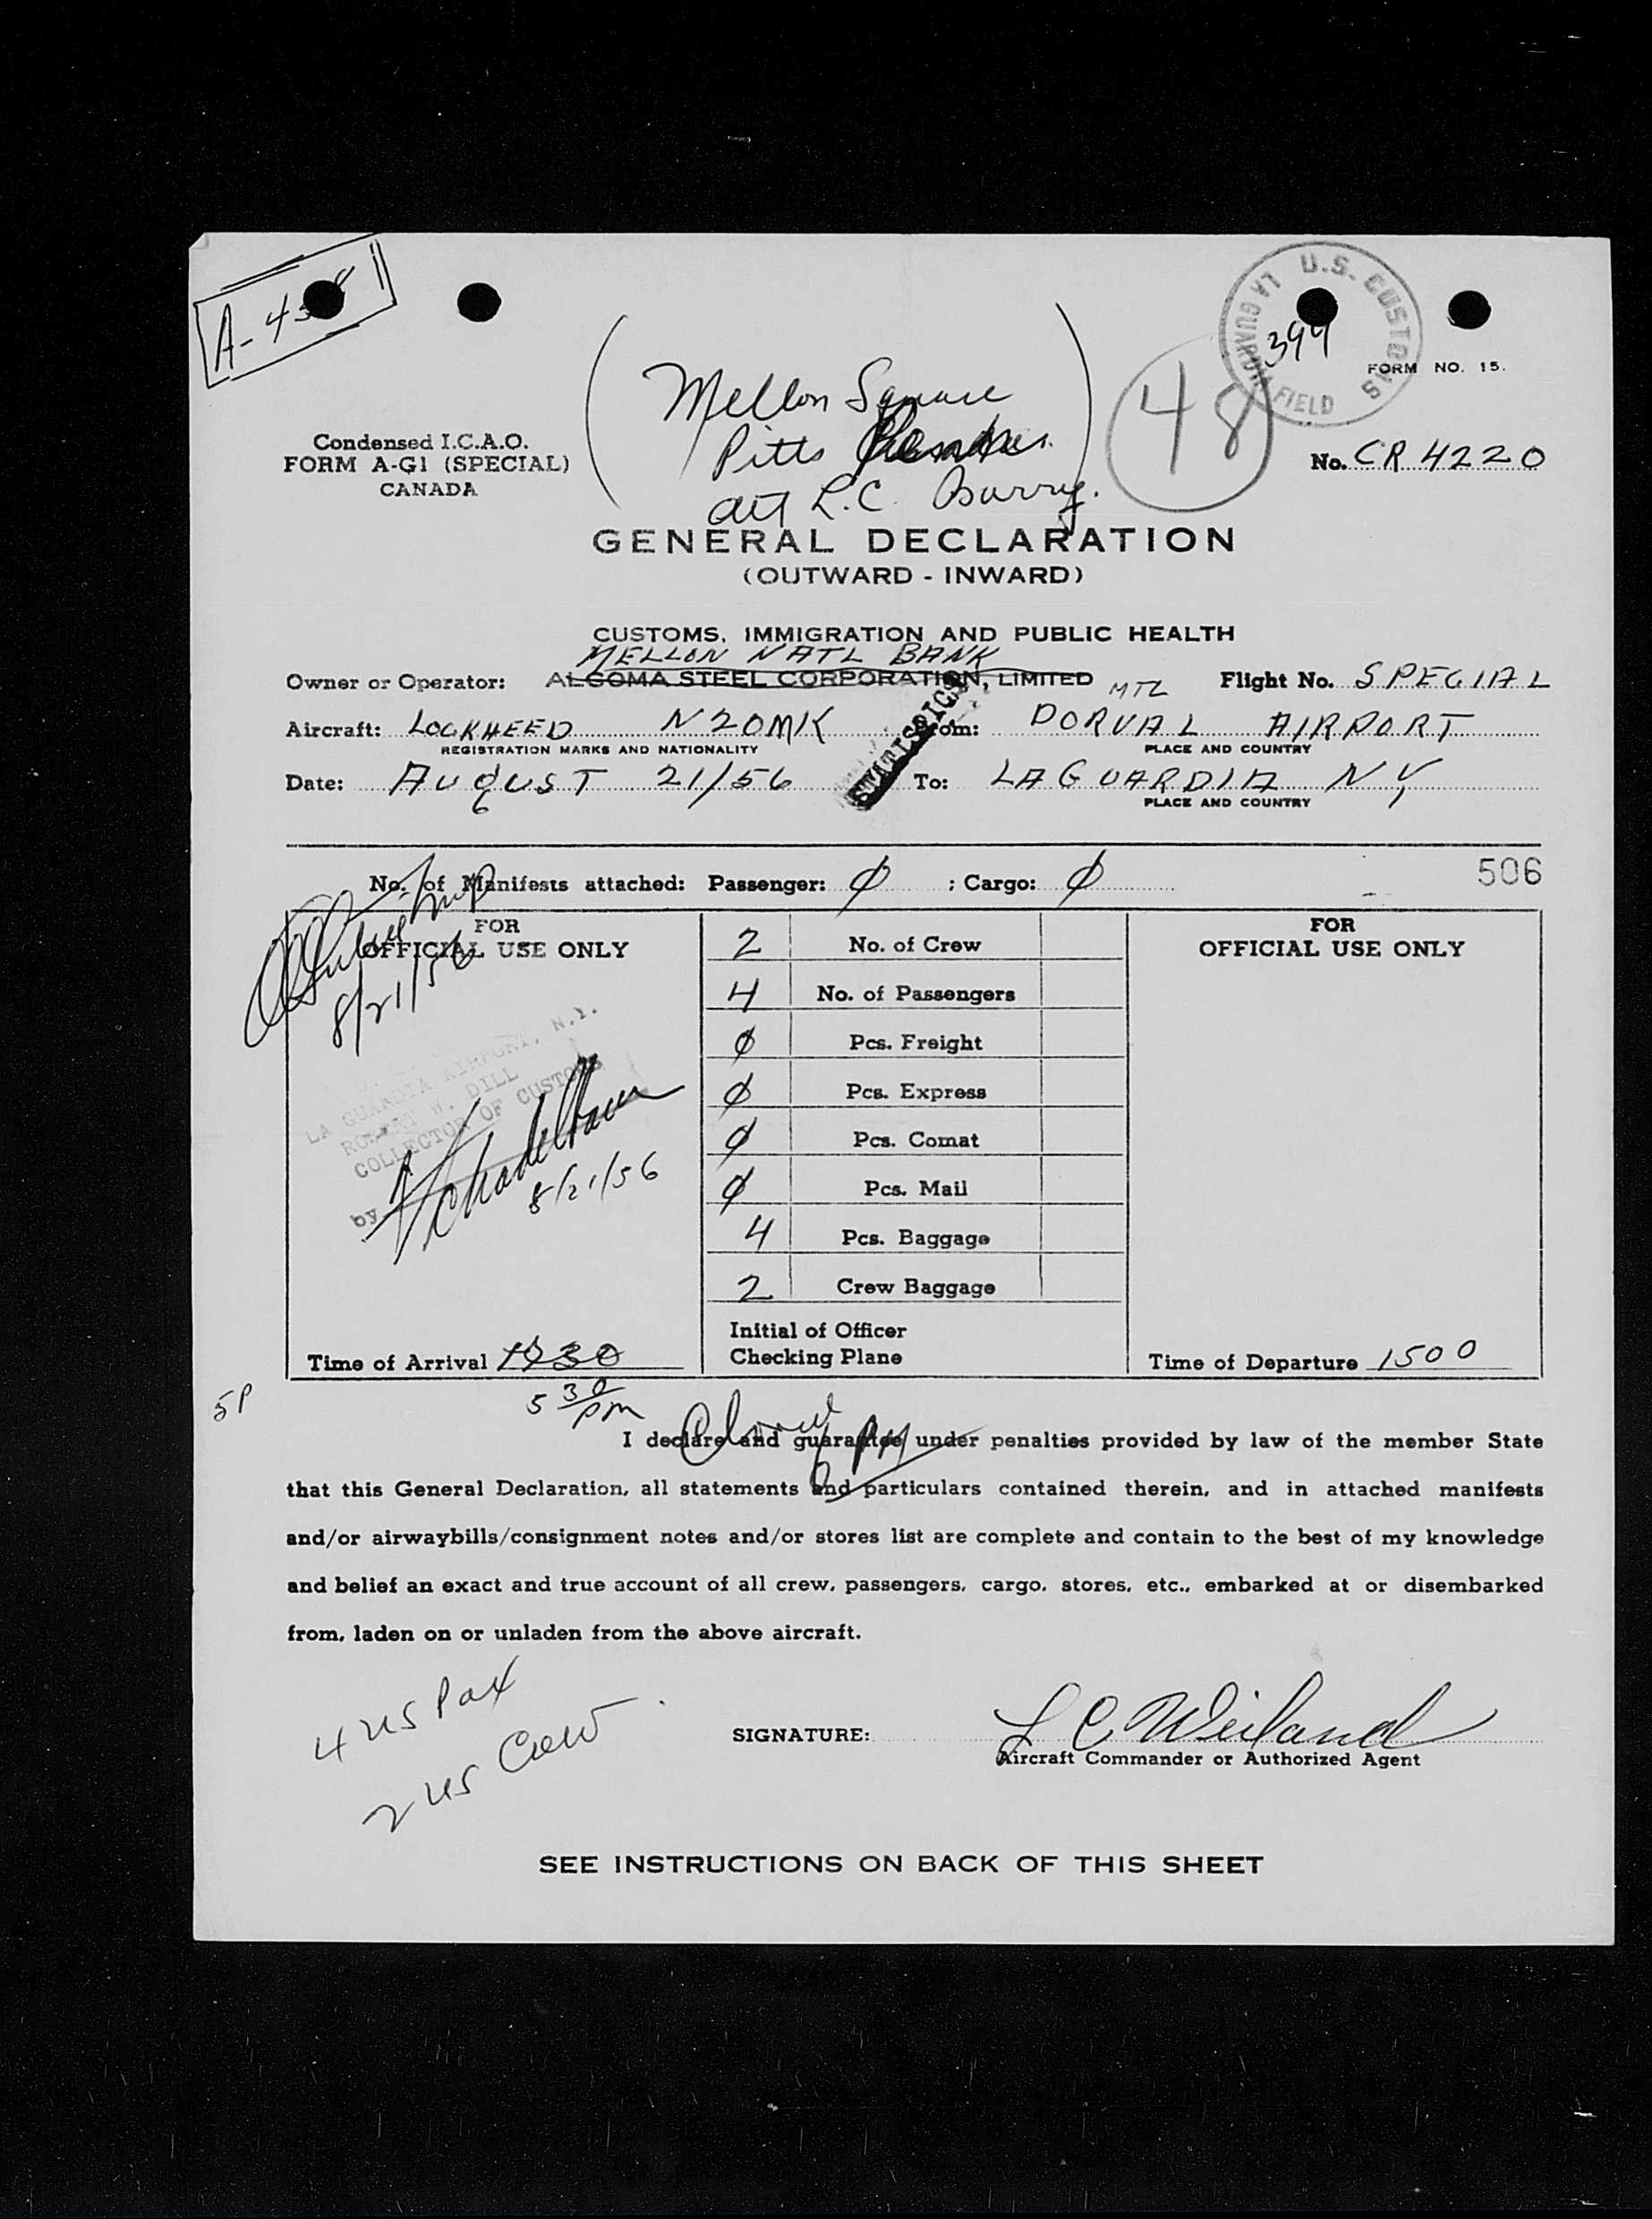 U.S. CUSTOMS
LA GUARDIA FIELD
399
A-4
FORM NO. 15.
Mellon Square
Pitts
att L.C. Barry.
48
Condensed I.C.A.O.
FORM A-G1 (SPECIAL)
CANADA
No. CR 4220
GENERAL DECLARATION
(OUTWARD - INWARD)
CUSTOMS, IMMIGRATION AND PUBLIC HEALTH
MELLON NATL BANK
Owner or Operator: ALGOMA STEEL CORPORATION, LIMITED MTL Flight No. SPECIAL
Aircraft: LOCKHEED N20MK From: DORVAL AIRPORT
REGISTRATION MARKS AND NATIONALITY PLACE AND COUNTRY
STATISTICS
Date: AUGUST 21/56 To: LAGUARDIA NY
PLACE AND COUNTRY
506
No. of Manifests attached: Passenger: ∅ ; Cargo: ∅
FOR
OFFICIAL USE ONLY
8/21/56
LA GUARDIA AIRPORT, N.Y.
ROBERT W. DILL
COLLECTOR OF CUSTOMS
by
8/21/56
Time of Arrival 1930
5 30 pm
5P
2 No. of Crew
4 No. of Passengers
∅ Pcs. Freight
∅ Pcs. Express
∅ Pcs. Comat
∅ Pcs. Mail
4 Pcs. Baggage
2 Crew Baggage
Initial of Officer
Checking Plane
FOR
OFFICIAL USE ONLY
Time of Departure 1500
I declare and guarantee under penalties provided by law of the member State
that this General Declaration, all statements and particulars contained therein, and in attached manifests
and/or airwaybills/consignment notes and/or stores list are complete and contain to the best of my knowledge
and belief an exact and true account of all crew, passengers, cargo, stores, etc., embarked at or disembarked
from, laden on or unladen from the above aircraft.
4 US Pax
2 US Crew
SIGNATURE: L C Weiland
Aircraft Commander or Authorized Agent
SEE INSTRUCTIONS ON BACK OF THIS SHEET